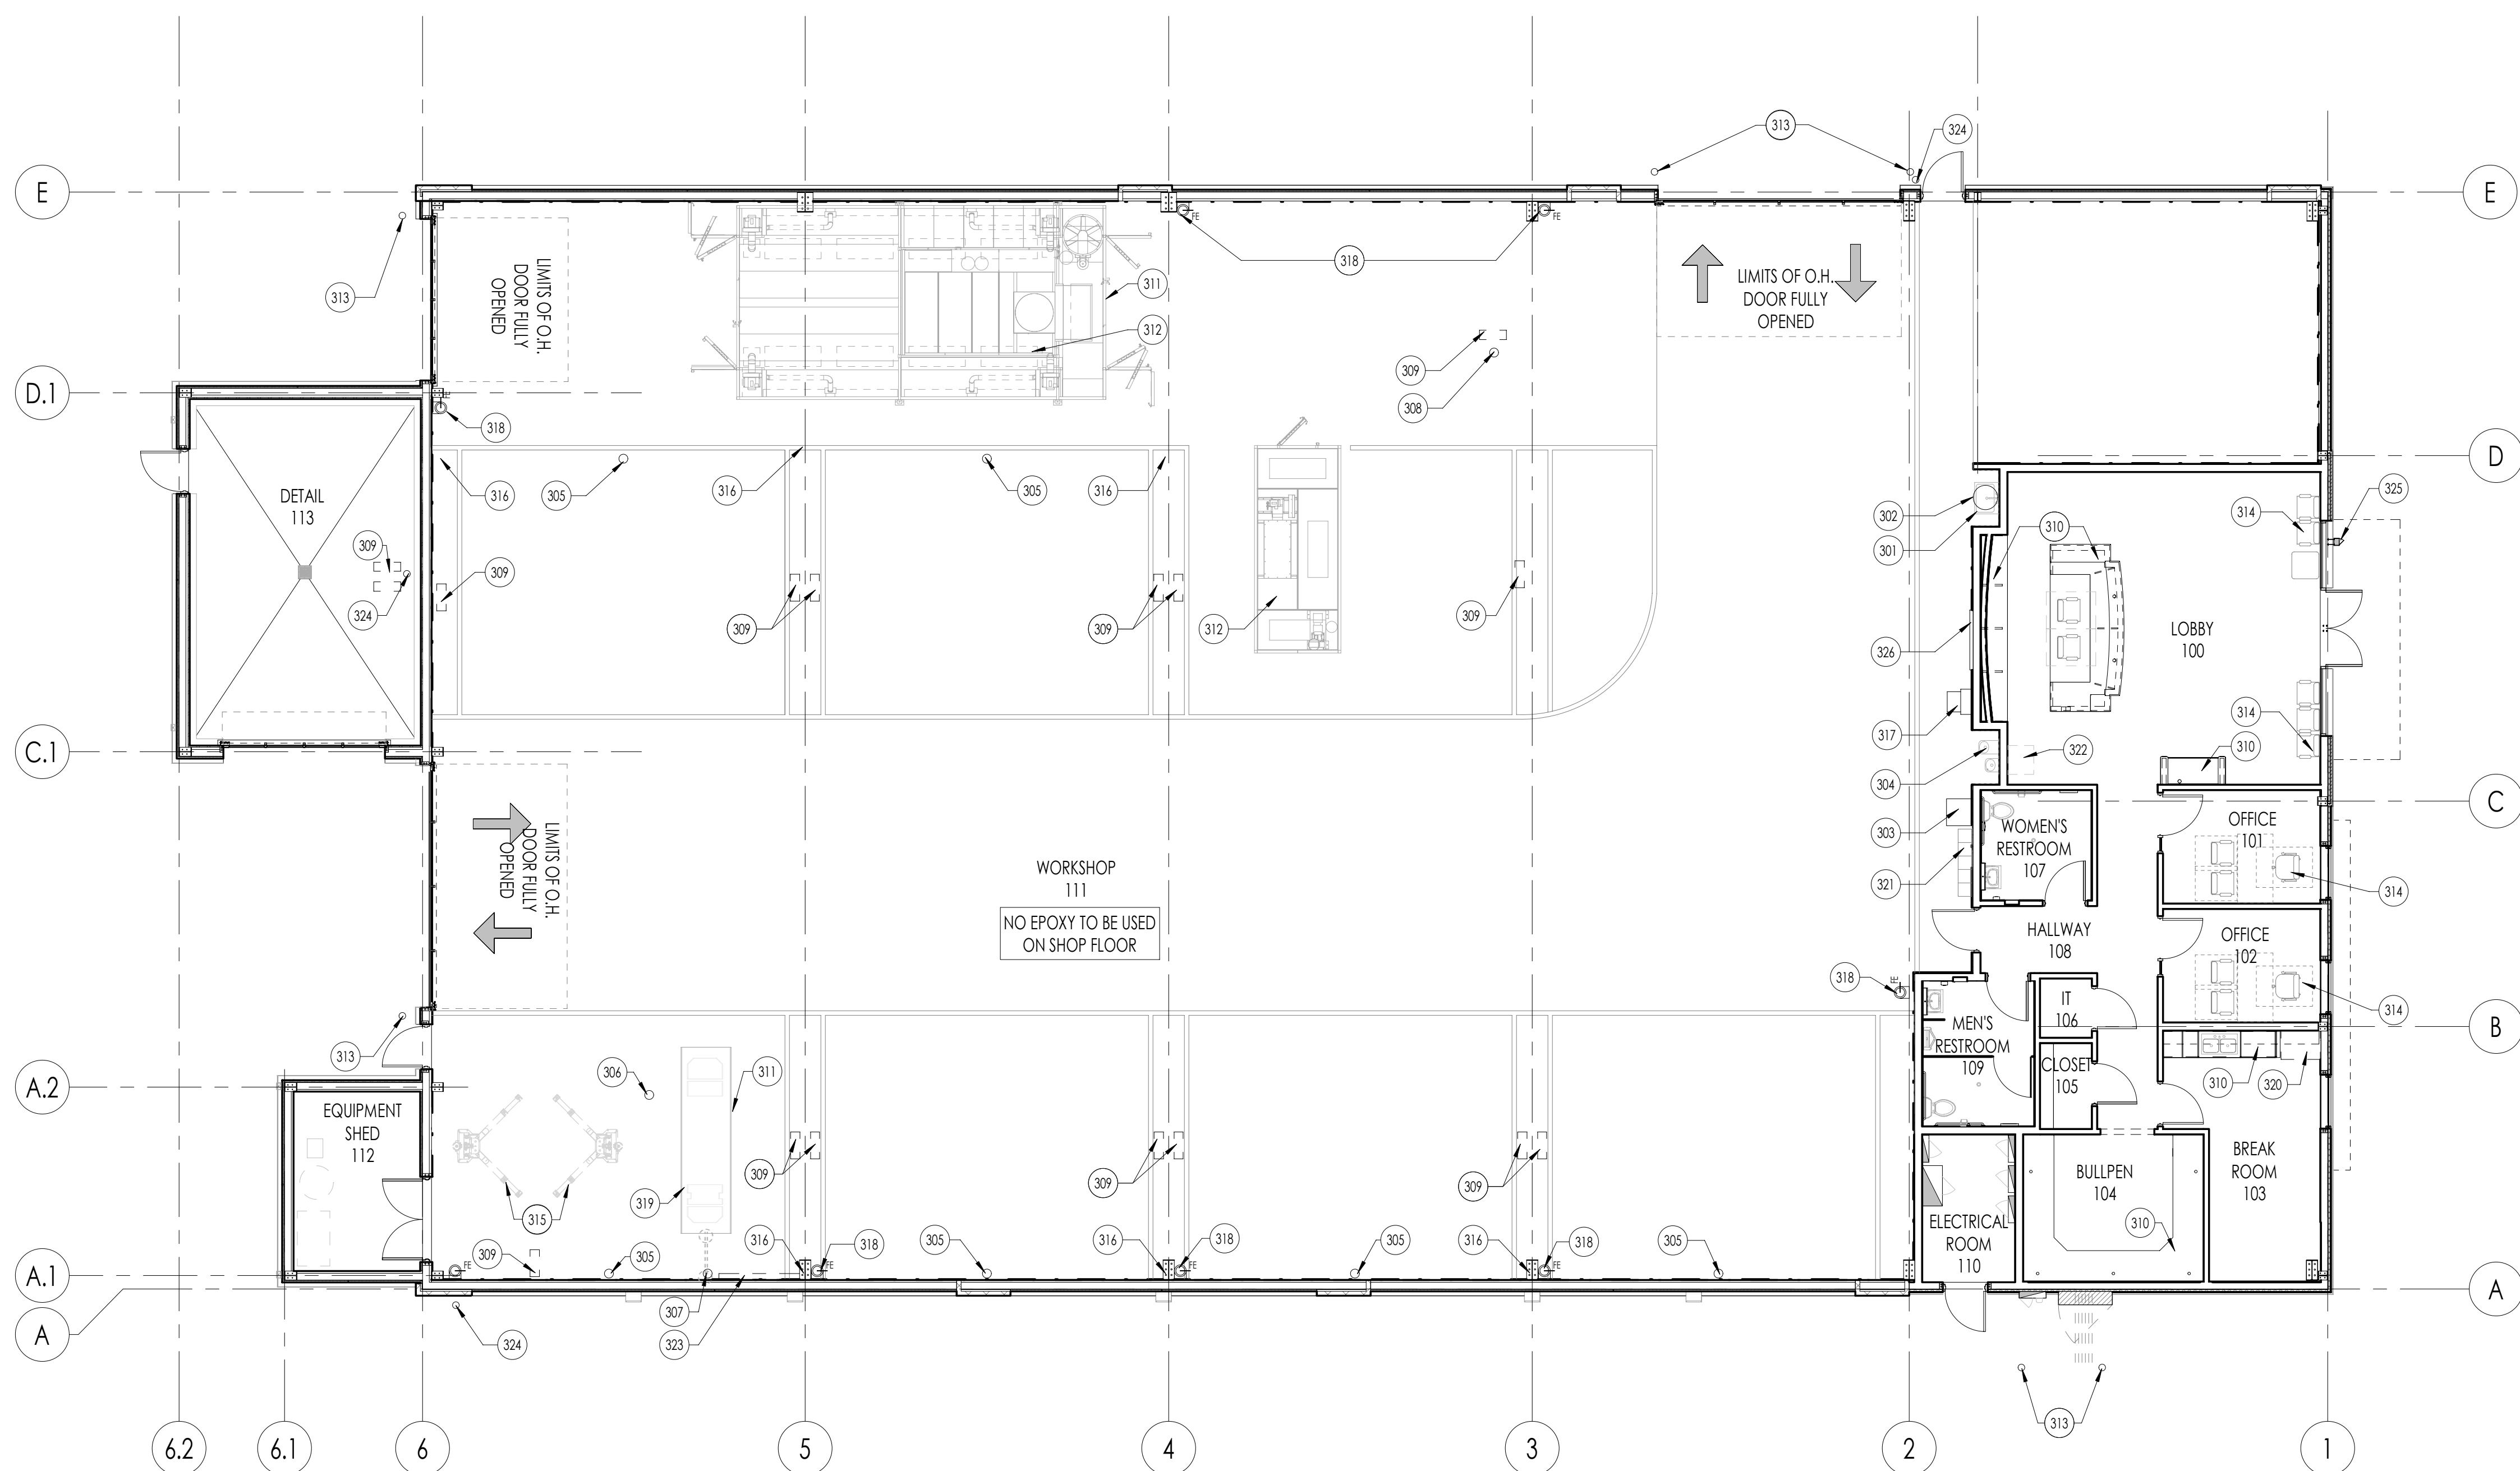 313
324
E
E
LIMITS OF O.H.
DOOR FULLY
OPENED
FE
FE
318
311
313
312
LIMITS OF O.H.
DOOR FULLY
OPENED
309
308
D.1
318
D
DETAIL
113
316
305
316
305
316
302
301
310
314
325
309
309
324
309
309
312
309
326
LOBBY
100
317
314
C.1
322
310
304
303
C
WOMEN'S
RESTROOM
107
OFFICE
101
LIMITS OF O.H.
DOOR FULLY
OPENED
WORKSHOP
111
NO EPOXY TO BE USED
ON SHOP FLOOR
321
314
HALLWAY
108
OFFICE
102
318
FE
314
IT
106
MEN'S
RESTROOM
109
B
313
306
311
CLOSET
105
310
320
A.2
EQUIPMENT
SHED
112
319
315
309
309
309
BULLPEN
104
BREAK
ROOM
103
310
ELECTRICAL
ROOM
110
FE
309
305
316
318
FE
305
316
318
FE
305
316
318
FE
305
A.1
A
A
307
323
324
313
6.2
6.1
6
5
4
3
2
1